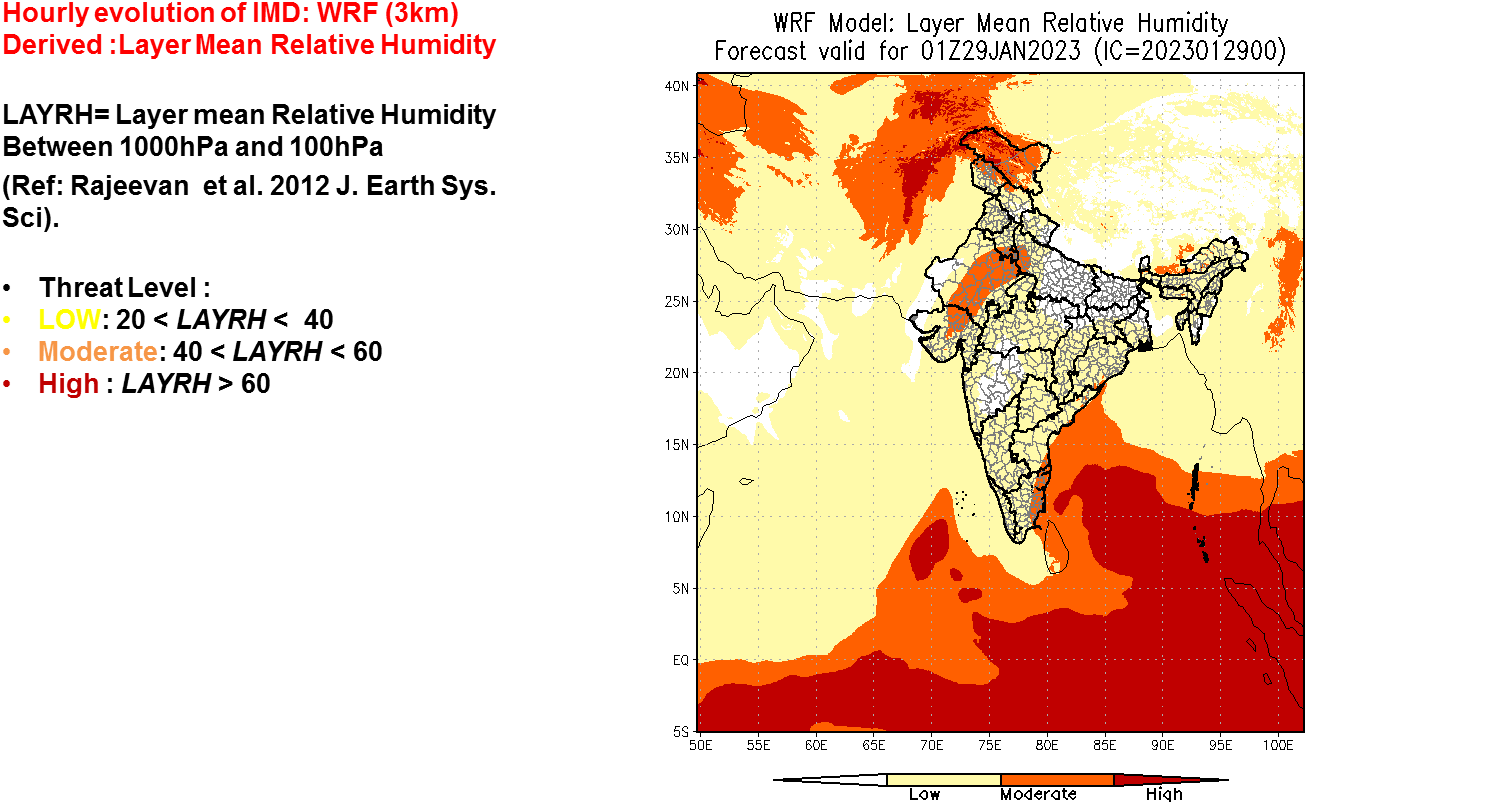 Hourly evolution of IMD: WRF (3km)
Derived :Layer Mean Relative Humidity
LAYRH= Layer mean Relative Humidity
Between 1000hPa and 100hPa
(Ref: Rajeevan et al. 2012 J. Earth Sys.
Sci).
• Threat Level :
• LOW: 20 < LAYRH < 40
• Moderate: 40 < LAYRH < 60
• High : LAYRH > 60
WRF Model: Layer Mean Relative Humidity
Forecast valid for 01Z29JAN2023 (IC=2023012900)
40N
35N
30N
25N
20N
15N
10N
5N
EQ
5S
50E 55E 60E 65E 70E 75E 80E 85E 90E 95E 100E
Low Moderate High